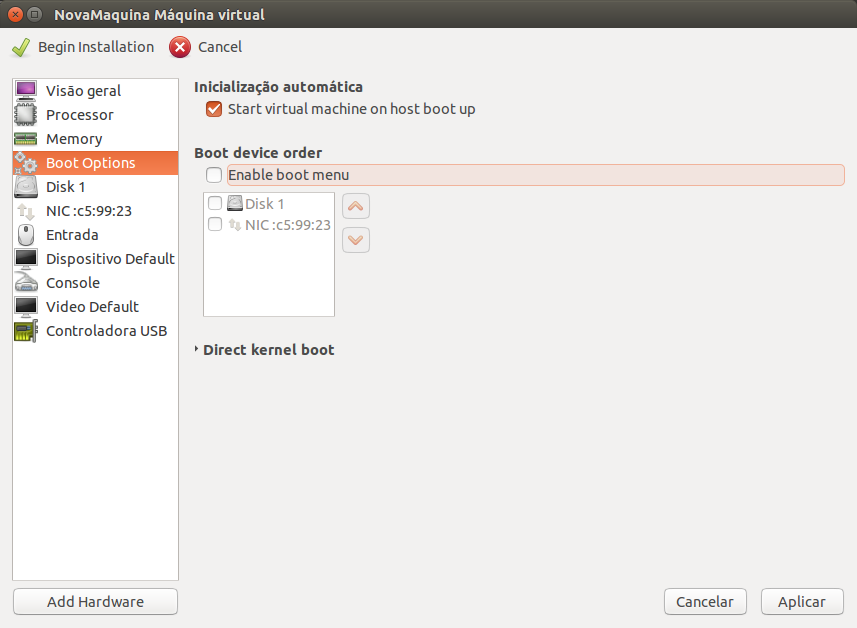 NovaMaquina Máquina virtual
Begin Installation
Cancel
Visão geral
Processor
Memory
Boot Options
Disk 1
NIC :c5:99:23
Entrada
Dispositivo Default
Console
Video Default
Controladora USB
Add Hardware
Inicialização automática
Start virtual machine on host boot up
Boot device order
Enable boot menu
Disk 1
NIC :c5:99:23
Direct kernel boot
Cancelar
Aplicar